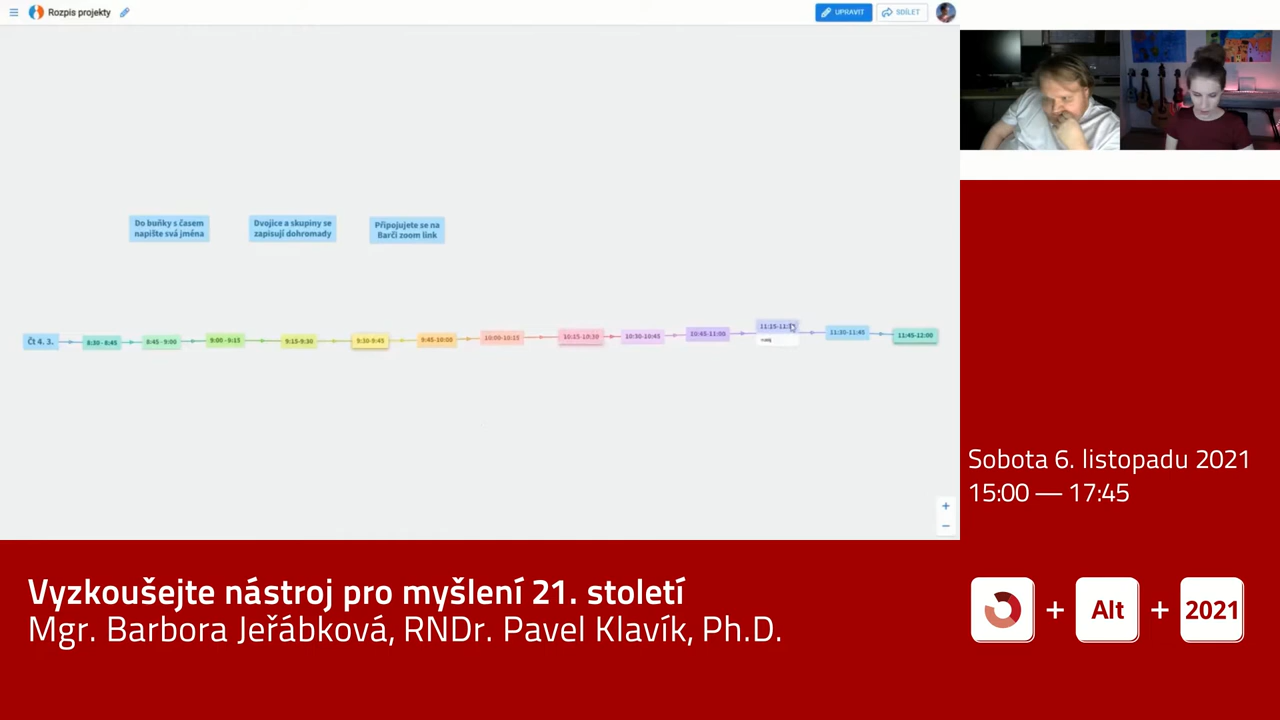 Rozpis projekty
UPRAVIT
SDÍLET
Do buňky s časem
napište svá jména
Dvojice a skupiny se
zapisují dohromady
Připojujete se na
Barči zoom link
Čt 4. 3.
8:30 - 8:45
8:45 - 9:00
9:00 - 9:15
9:15-9:30
9:30-9:45
9:45-10:00
10:00-10:15
10:15-10:30
10:30-10:45
10:45-11:00
11:30-11:45
11:45-12:00
Sobota 6. listopadu 2021
15:00 — 17:45
Vyzkoušejte nástroj pro myšlení 21. století
Mgr. Barbora Jeřábková, RNDr. Pavel Klavík, Ph.D.
+ Alt + 2021